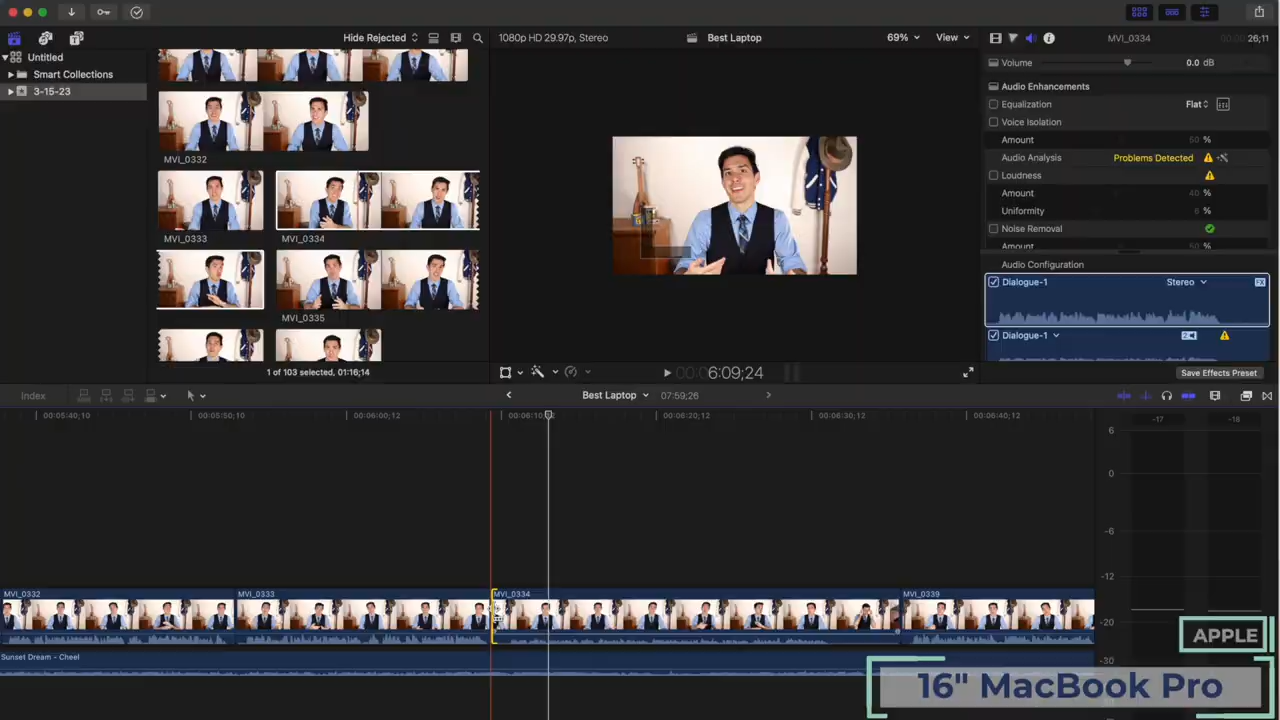 Hide Rejected
1080p HD 29.97p, Stereo
Best Laptop
69%
View
MVI_0334
26;11
Untitled
Smart Collections
3-15-23
MVI_0332
MVI_0333
MVI_0334
MVI_0335
1 of 103 selected, 01:16;14
Volume
0.0 dB
Audio Enhancements
Equalization
Flat
Voice Isolation
Amount
50 %
Audio Analysis
Problems Detected
Loudness
Amount
40 %
Uniformity
6 %
Noise Removal
Amount
50 %
Audio Configuration
Dialogue-1
Stereo
FX
Dialogue-1
Save Effects Preset
6:09;24
Index
Best Laptop
07:59;26
00:05:40;10
00:05:50;10
00:06:00;12
00:06:10;
00:06:20;12
00:06:30;12
00:06:40;12
-17
-18
6
0
-6
-12
-20
-30
MVI_0332
MVI_0333
MVI_0334
MVI_0339
Sunset Dream - Cheel
APPLE
16" MacBook Pro